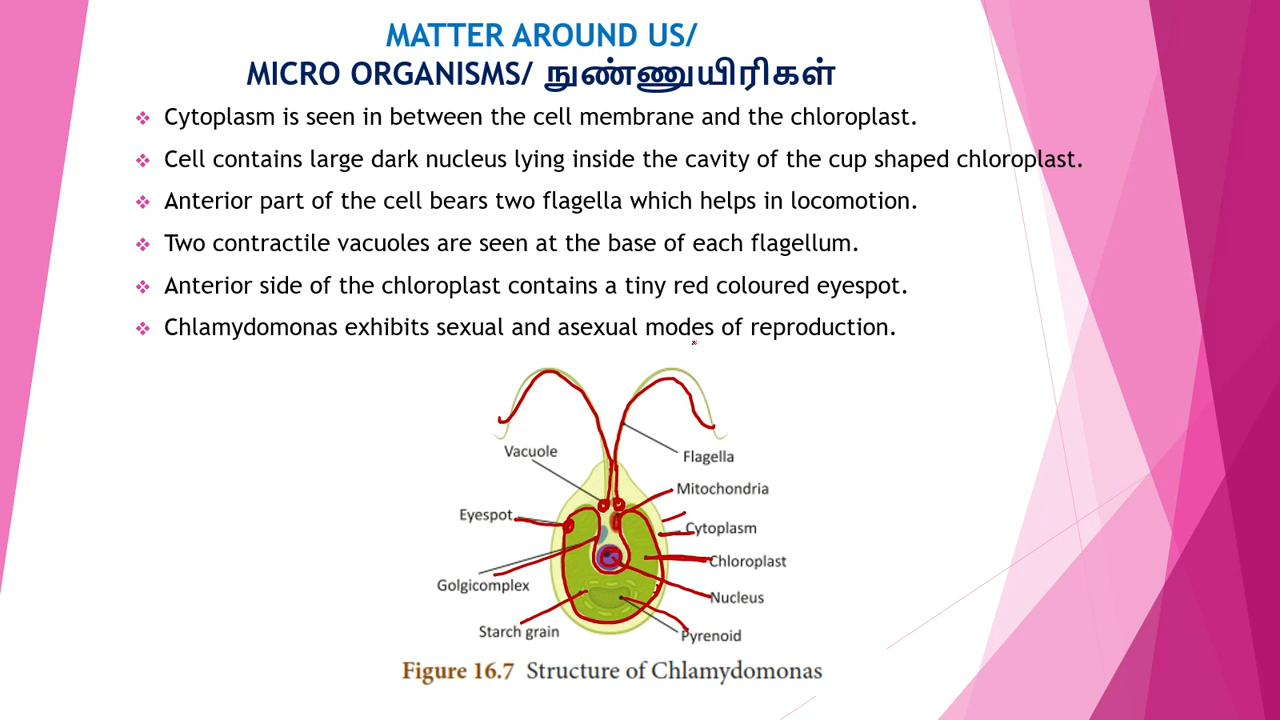 MATTER AROUND US/
MICRO ORGANISMS/ நுண்ணுயிரிகள்
Cytoplasm is seen in between the cell membrane and the chloroplast.
Cell contains large dark nucleus lying inside the cavity of the cup shaped chloroplast.
Anterior part of the cell bears two flagella which helps in locomotion.
Two contractile vacuoles are seen at the base of each flagellum.
Anterior side of the chloroplast contains a tiny red coloured eyespot.
Chlamydomonas exhibits sexual and asexual modes of reproduction.
Vacuole
Flagella
Mitochondria
Eyespot
Cytoplasm
Chloroplast
Golgicomplex
Nucleus
Starch grain
Pyrenoid
Figure 16.7 Structure of Chlamydomonas